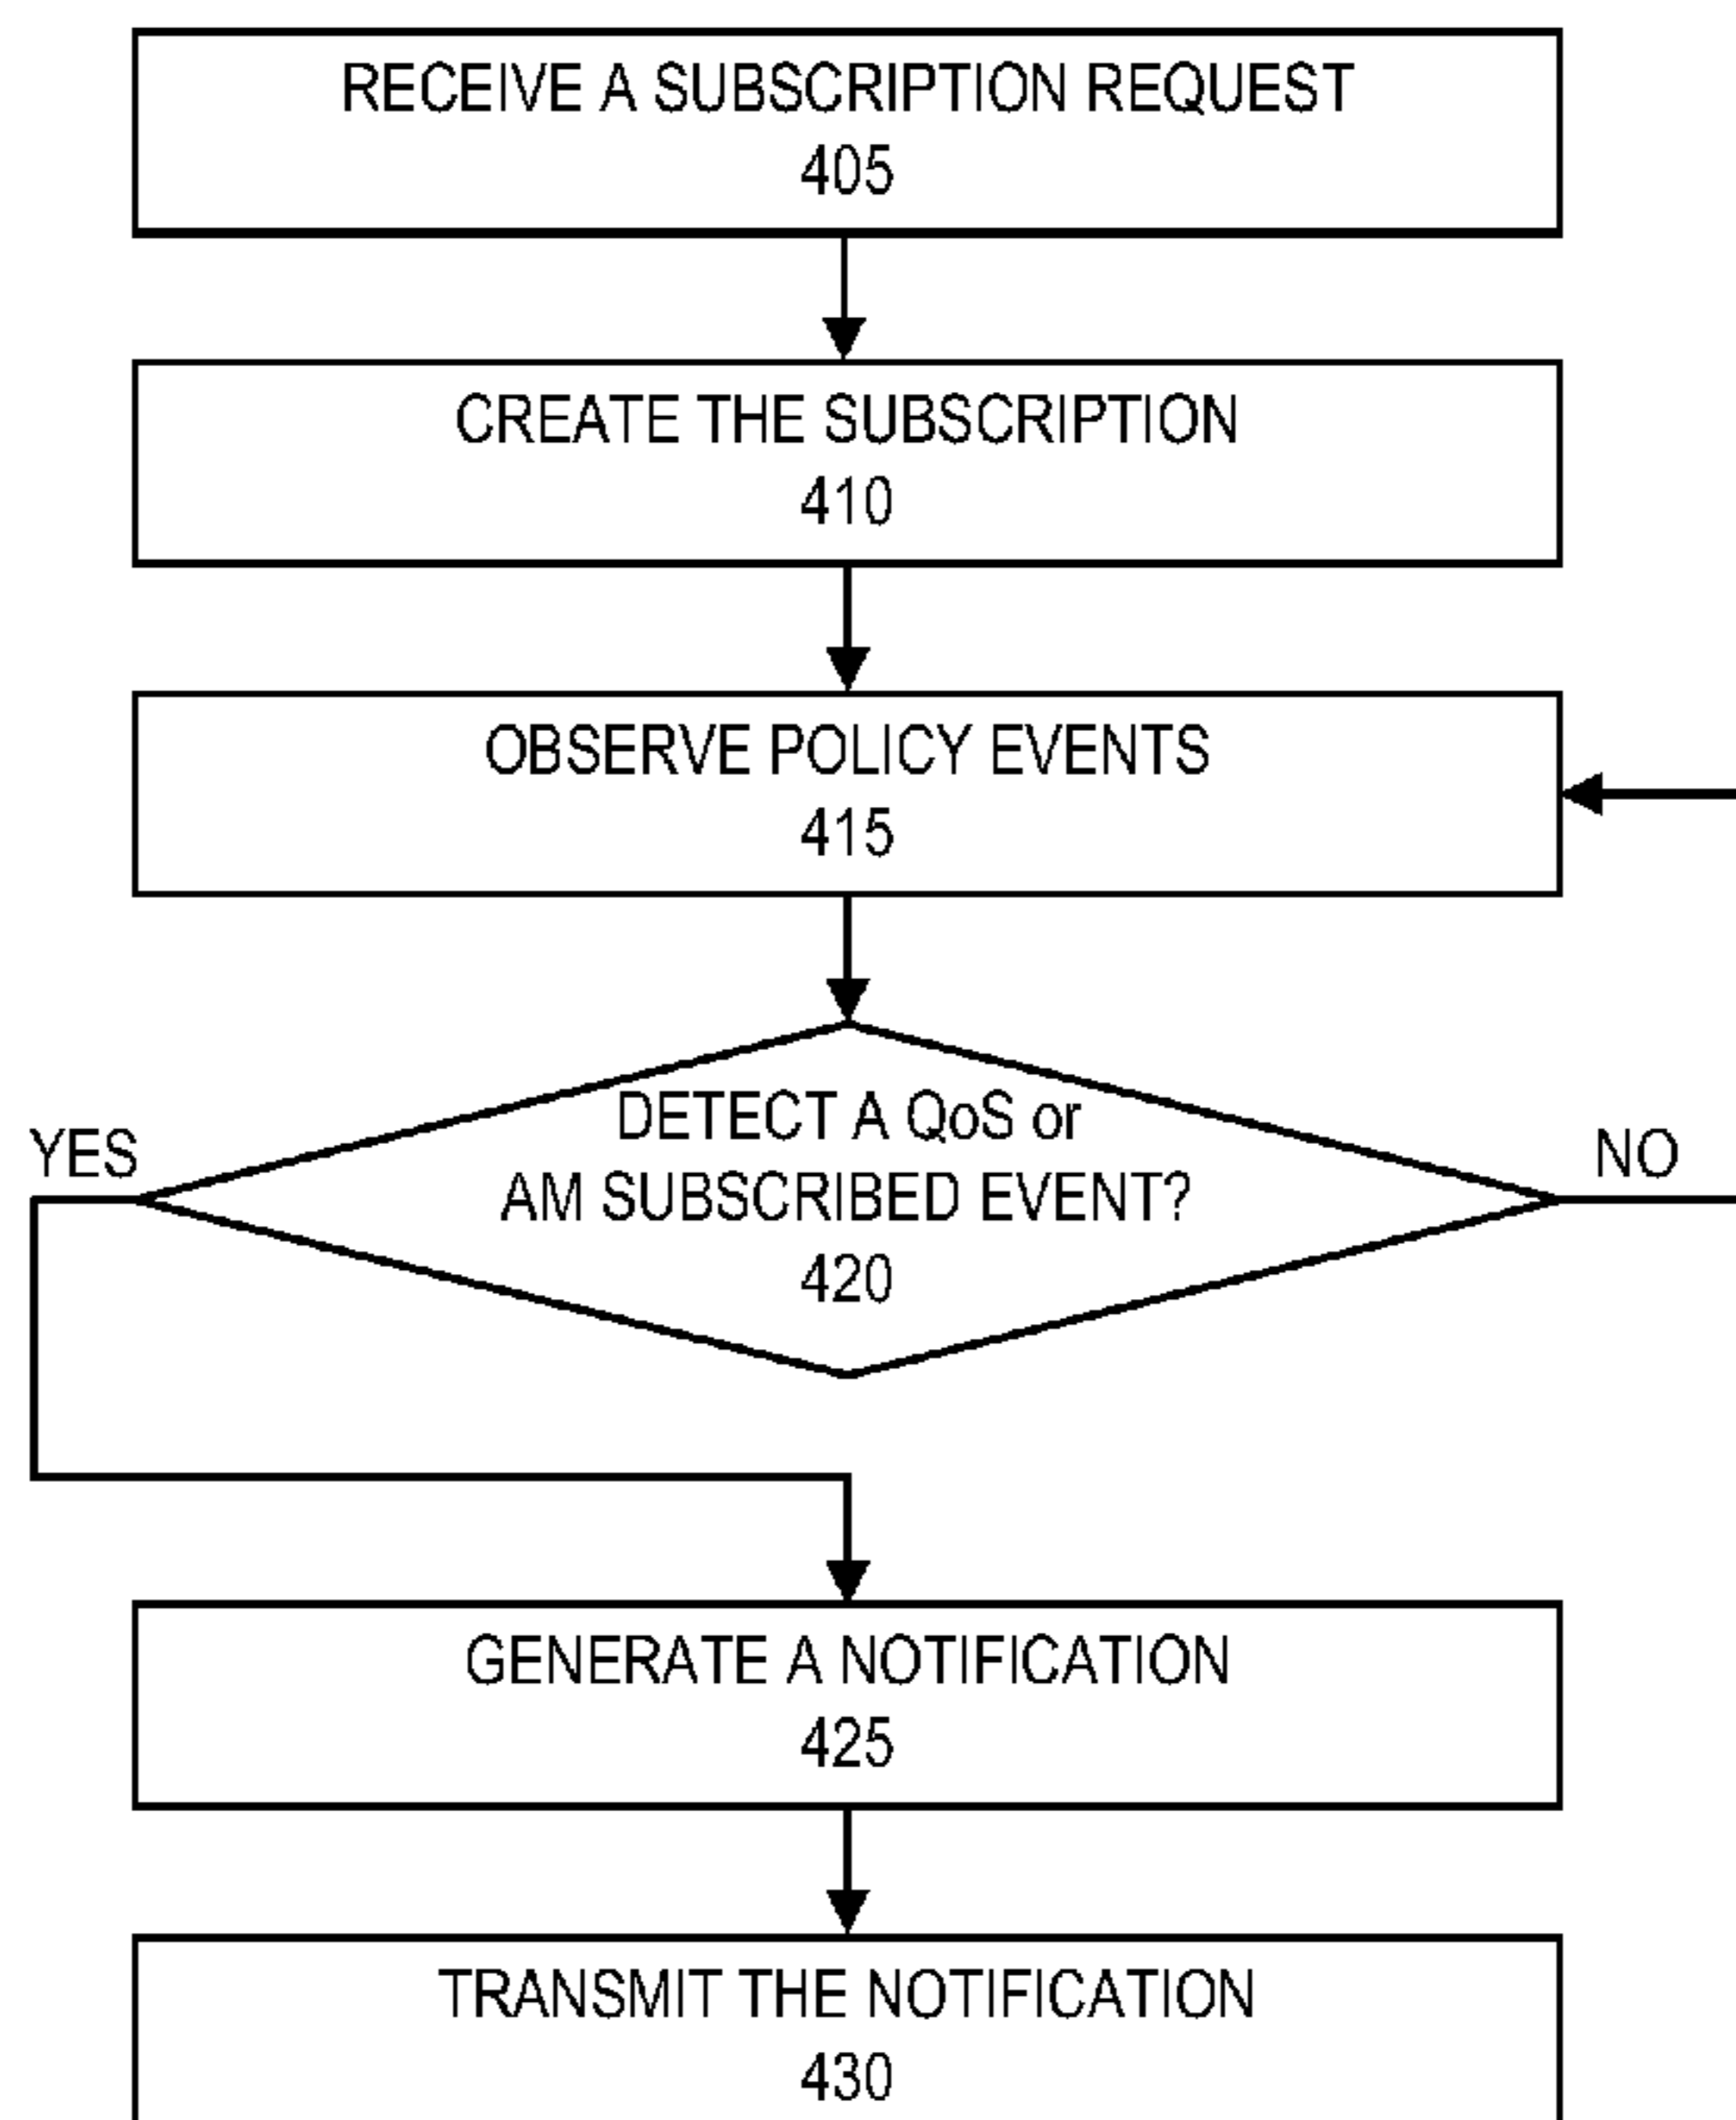 RECEIVE A SUBSCRIPTION REQUEST
405
CREATE THE SUBSCRIPTION
410
OBSERVE POLICY EVENTS
415
DETECT A QoS or
AM SUBSCRIBED EVENT?
420
YES
NO
GENERATE A NOTIFICATION
425
TRANSMIT THE NOTIFICATION
430